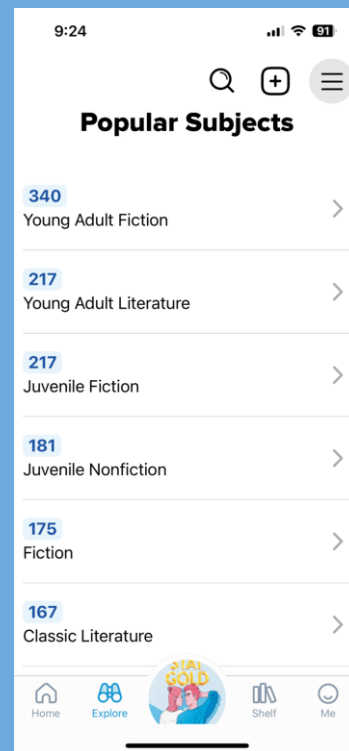 9:24
91
Popular Subjects
340
Young Adult Fiction
217
Young Adult Literature
217
Juvenile Fiction
181
Juvenile Nonfiction
175
Fiction
167
Classic Literature
STAY
GOLD
Home
Explore
Shelf
Me